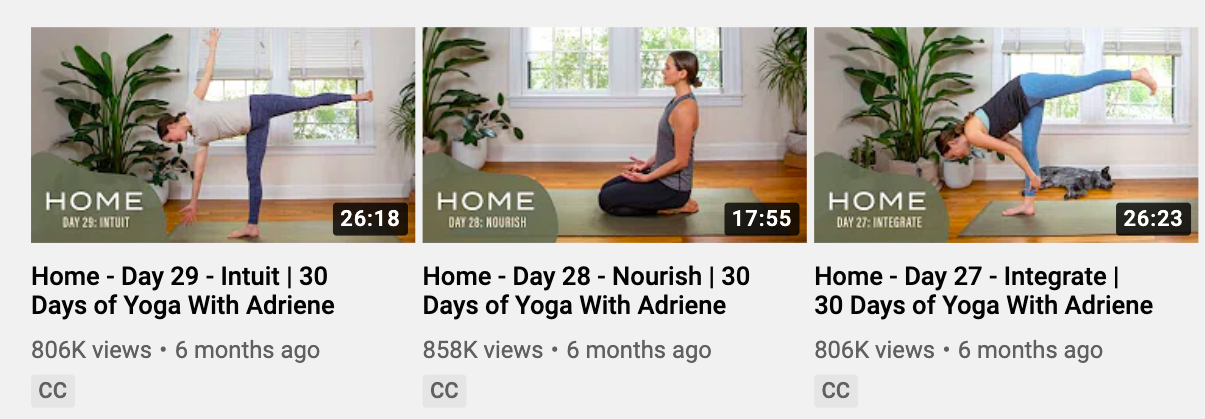 HOME
DAY 29: INTUIT
26:18
HOME
DAY 28: NOURISH
17:55
HOME
DAY 27: INTEGRATE
26:23
Home - Day 29 - Intuit | 30
Days of Yoga With Adriene
806K views • 6 months ago
CC
Home - Day 28 - Nourish | 30
Days of Yoga With Adriene
858K views • 6 months ago
CC
Home - Day 27 - Integrate |
30 Days of Yoga With Adriene
806K views • 6 months ago
CC